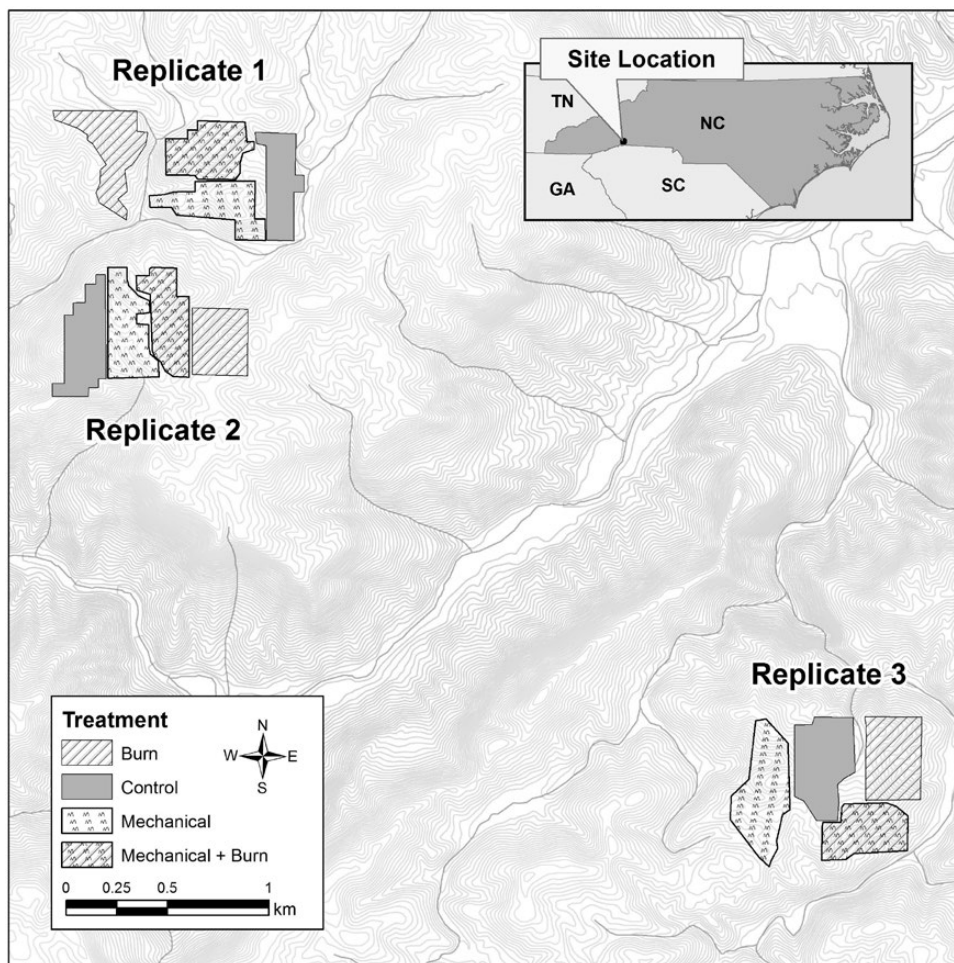 Replicate 1
Site Location
TN
NC
GA
SC
Replicate 2
Replicate 3
Treatment
Burn
Control
Mechanical
Mechanical + Burn
N
W E
S
0 0.25 0.5 1
km